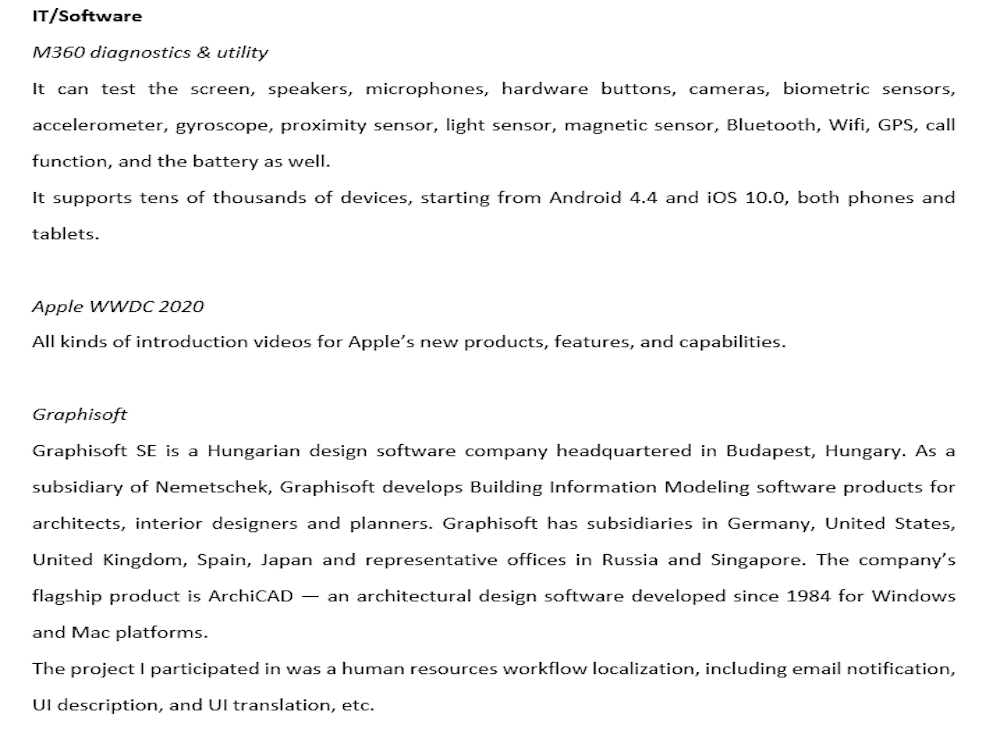 IT/Software
M360 diagnostics & utility
It can test the screen, speakers, microphones, hardware buttons, cameras, biometric sensors,
accelerometer, gyroscope, proximity sensor, light sensor, magnetic sensor, Bluetooth, Wifi, GPS, call
function, and the battery as well.
It supports tens of thousands of devices, starting from Android 4.4 and iOS 10.0, both phones and
tablets.
Apple WWDC 2020
All kinds of introduction videos for Apple’s new products, features, and capabilities.
Graphisoft
Graphisoft SE is a Hungarian design software company headquartered in Budapest, Hungary. As a
subsidiary of Nemetschek, Graphisoft develops Building Information Modeling software products for
architects, interior designers and planners. Graphisoft has subsidiaries in Germany, United States,
United Kingdom, Spain, Japan and representative offices in Russia and Singapore. The company’s
flagship product is ArchiCAD — an architectural design software developed since 1984 for Windows
and Mac platforms.
The project I participated in was a human resources workflow localization, including email notification,
UI description, and UI translation, etc.